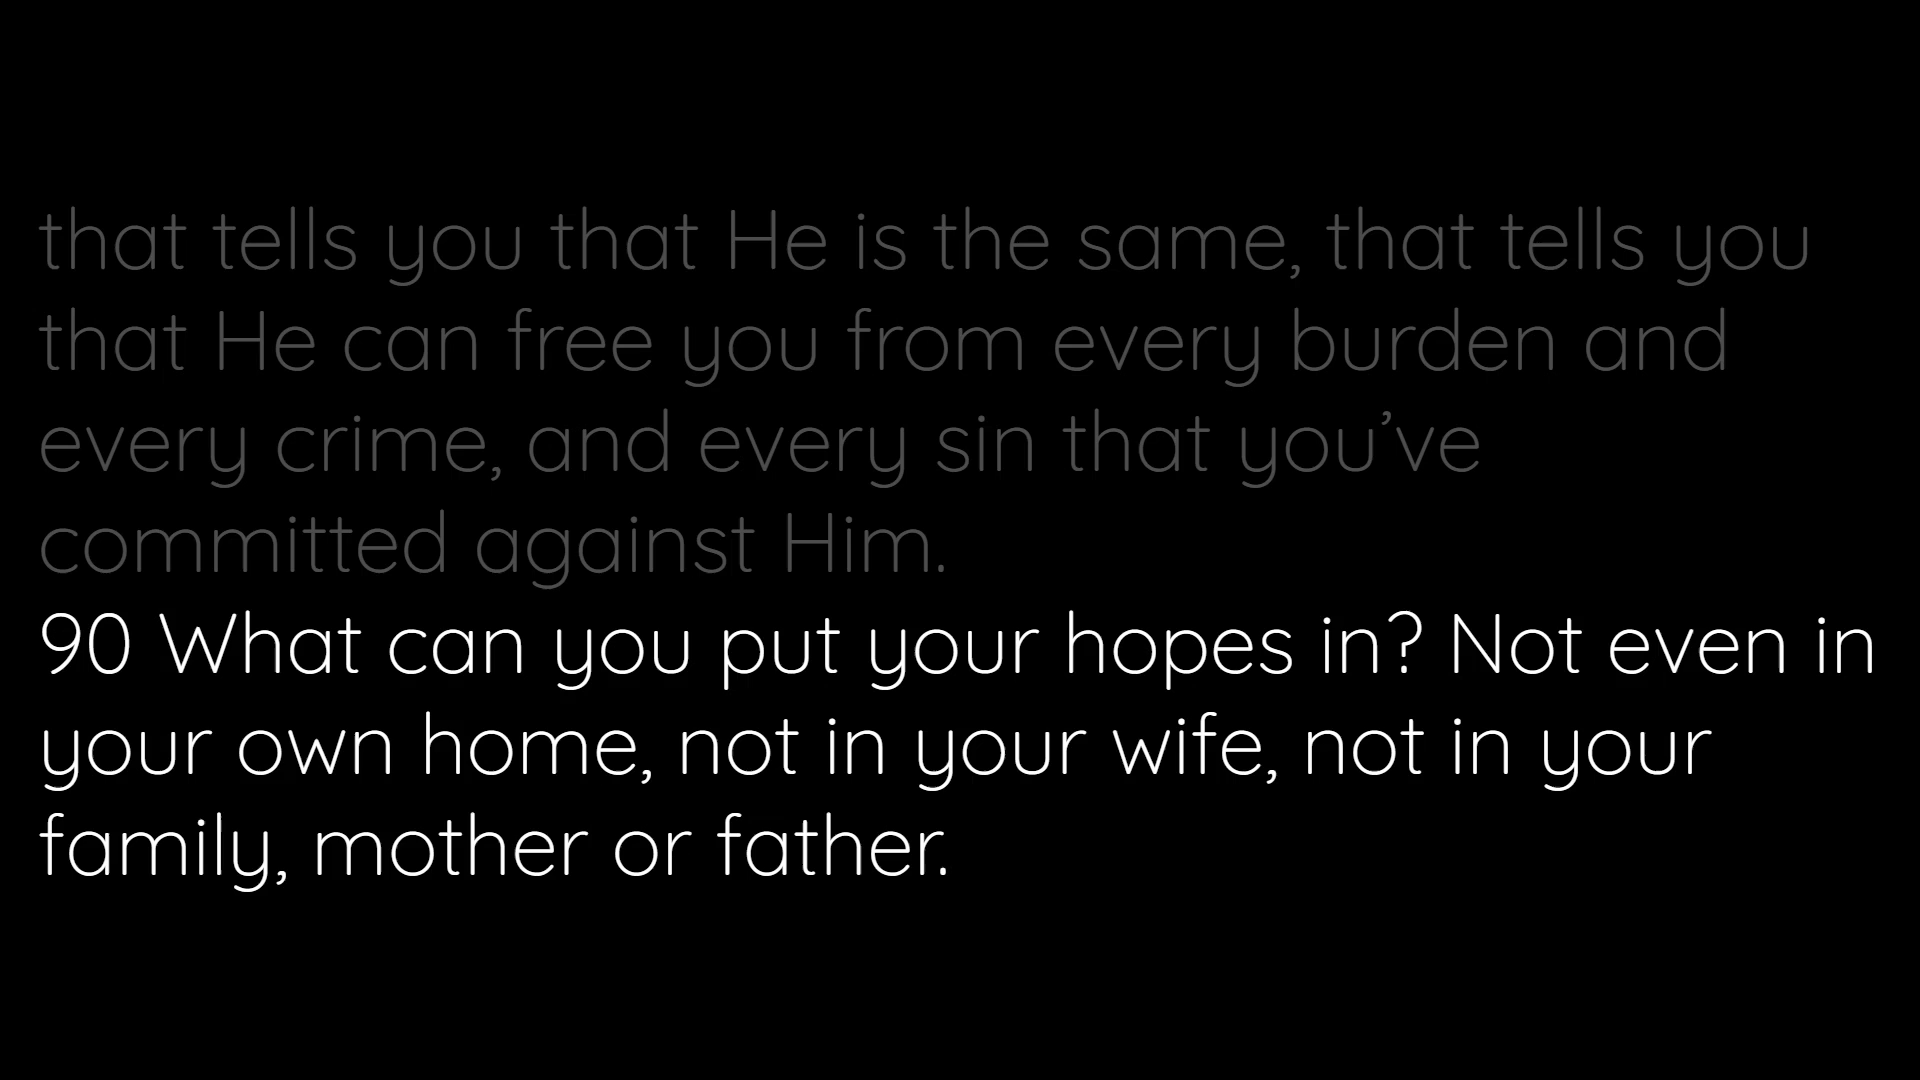 that tells you that He is the same, that tells you
that He can free you from every burden and
every crime, and every sin that you’ve
committed against Him.
90 What can you put your hopes in? Not even in
your own home, not in your wife, not in your
family, mother or father.